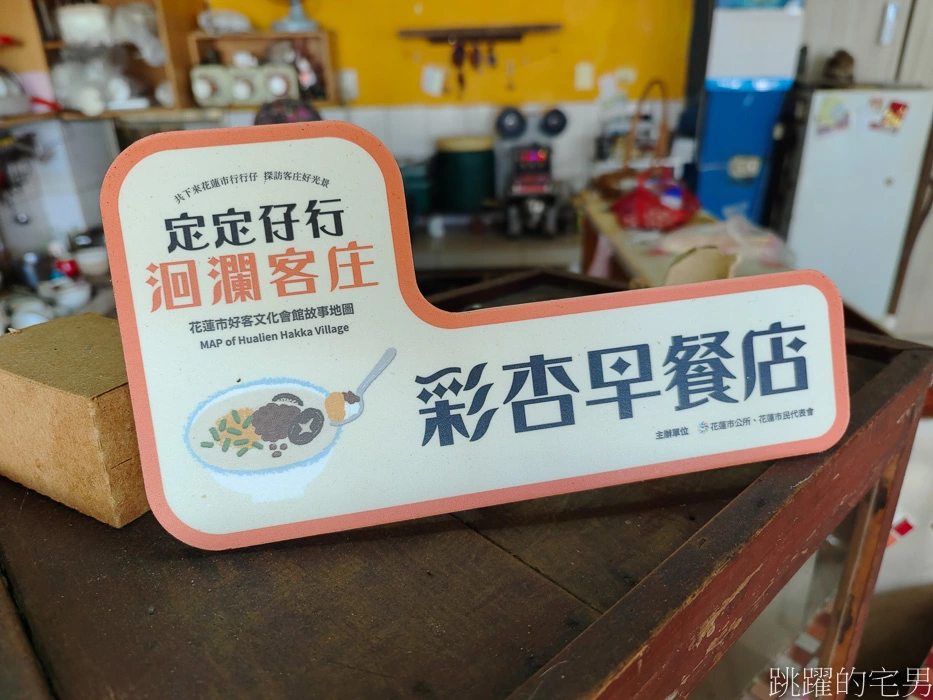 共下來花蓮市行行仔 探訪客庄好光景
定定仔行
洄瀾客庄
花蓮市好客文化會館故事地圖
MAP of Hualien Hakka Village
彩杏早餐店
主辦單位 花蓮市公所、花蓮市民代表會
跳躍的宅男